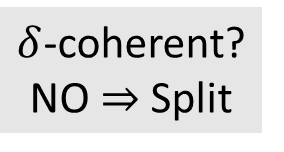 δ-coherent?
NO ⇒ Split